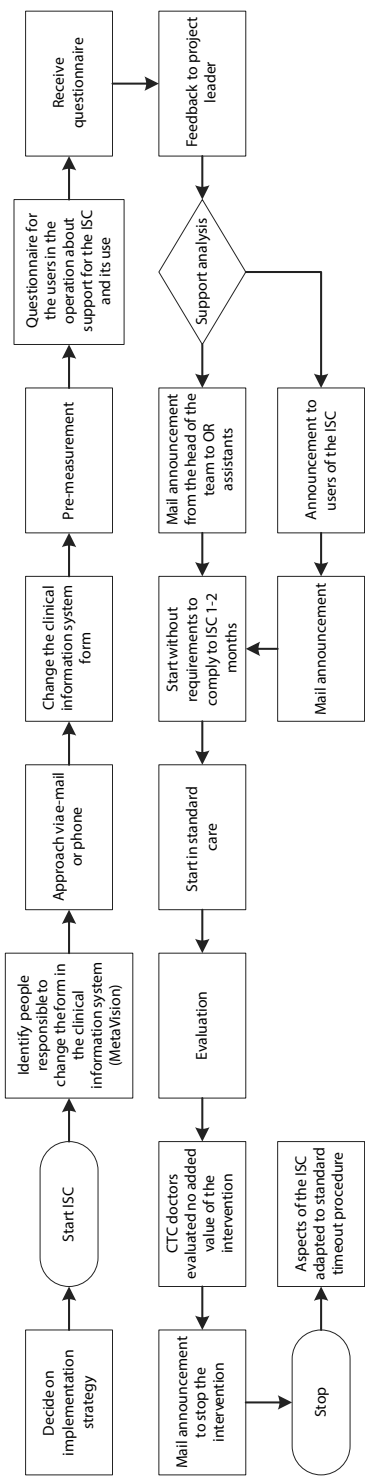 Decide on
implementation
strategy
Start ISC
Identify people
responsible to
change theform in
the clinical
information system
(MetaVision)
Approach via e-mail
or phone
Change the clinical
information system
form
Pre-measurement
Questionnaire for
the users in the
operation about
support for the ISC
and its use
Receive
questionnaire
Feedback to project
leader
Support analysis
Mail announcement
from the head of the
team to OR
assistants
Announcement to
users of the ISC
Mail announcement
Start without
requirements to
comply to ISC 1-2
months
Start in standard
care
Evaluation
CTC doctors
evaluated no added
value of the
intervention
Mail announcement
to stop the
intervention
Stop
Aspects of the ISC
adapted to standard
timeout procedure